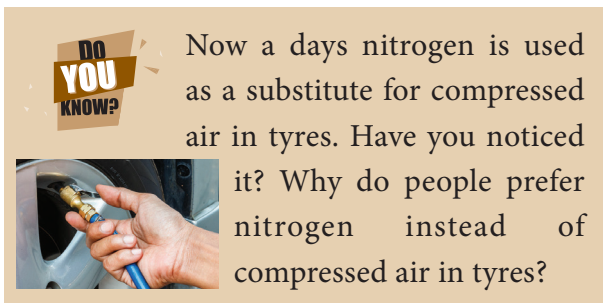 DO
YOU
KNOW?
Now a days nitrogen is used
as a substitute for compressed
air in tyres. Have you noticed
it? Why do people prefer
nitrogen instead of
compressed air in tyres?